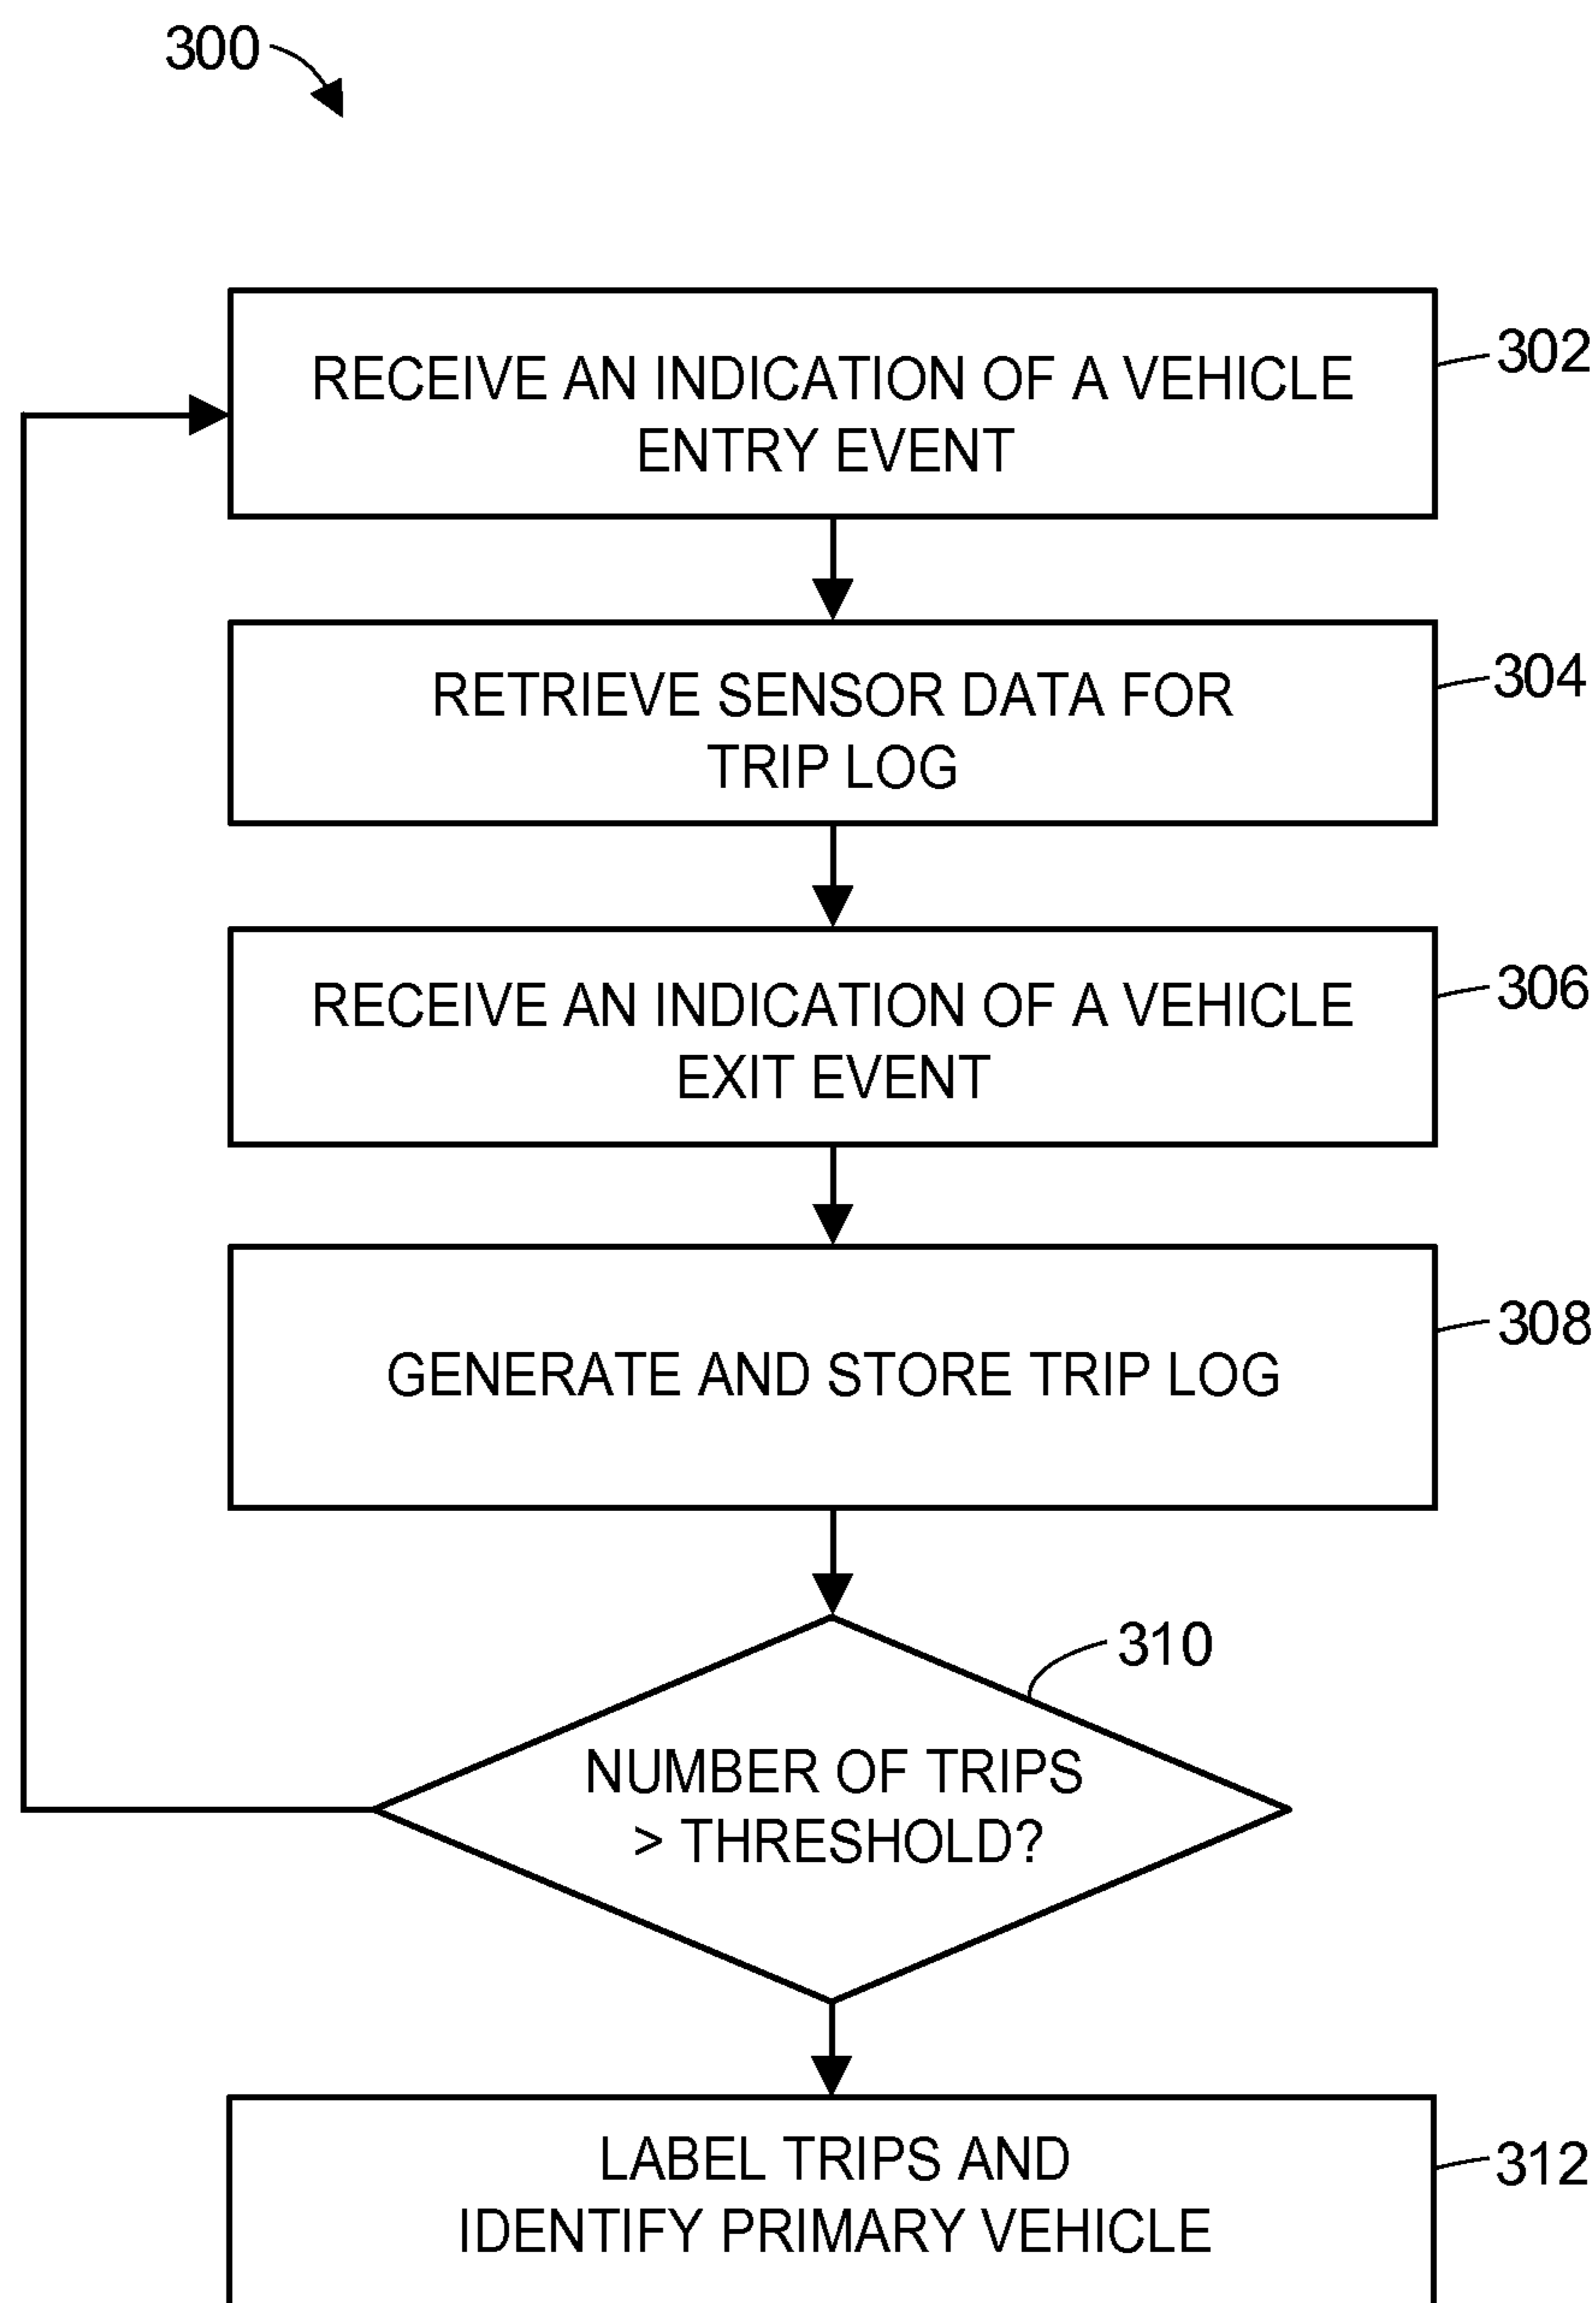 300
RECEIVE AN INDICATION OF A VEHICLE
ENTRY EVENT
302
RETRIEVE SENSOR DATA FOR
TRIP LOG
304
RECEIVE AN INDICATION OF A VEHICLE
EXIT EVENT
306
GENERATE AND STORE TRIP LOG
308
310
NUMBER OF TRIPS
> THRESHOLD?
LABEL TRIPS AND
IDENTIFY PRIMARY VEHICLE
312